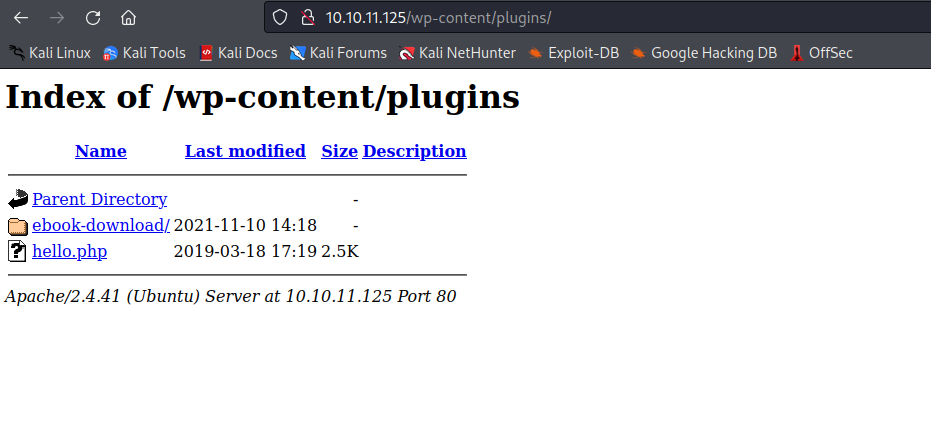 10.10.11.125/wp-content/plugins/
Kali Linux Kali Tools Kali Docs Kali Forums Kali NetHunter Exploit-DB Google Hacking DB OffSec
Index of /wp-content/plugins
Name Last modified Size Description
Parent Directory -
ebook-download/ 2021-11-10 14:18 -
hello.php 2019-03-18 17:19 2.5K
Apache/2.4.41 (Ubuntu) Server at 10.10.11.125 Port 80